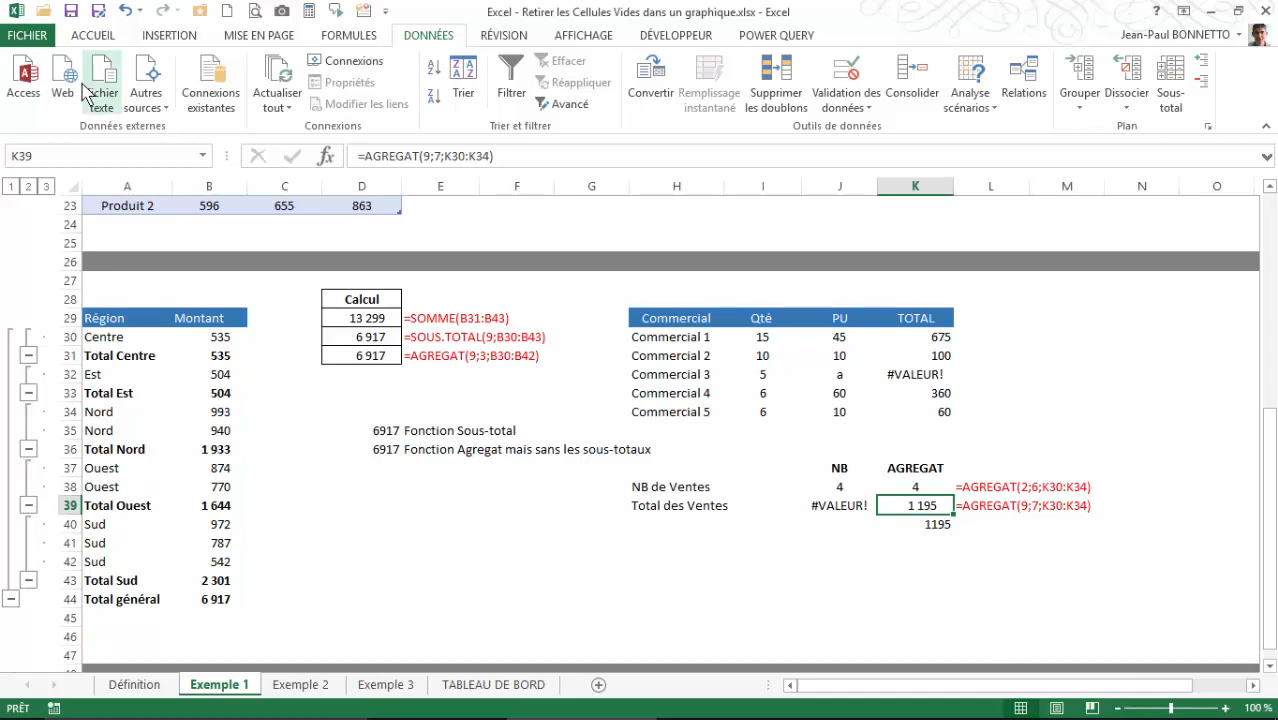 Excel - Retirer les Cellules Vides dans un graphique.xlsx - Excel
FICHIER ACCUEIL INSERTION MISE EN PAGE FORMULES DONNÉES RÉVISION AFFICHAGE DÉVELOPPEUR POWER QUERY Jean-Paul BONNETTO
Access Web Fichier texte Autres sources Connexions existantes Actualiser tout Connexions Propriétés Modifier les liens Trier Filtrer Effacer Réappliquer Avancé Convertir Remplissage instantané Supprimer les doublons Validation des données Consolider Analyse scénarios Relations Grouper Dissocier Sous-total
Données externes Connexions Trier et filtrer Outils de données Plan
K39 fx =AGREGAT(9;7;K30:K34)
1 2 3 A B C D E F G H I J K L M N O
23 Produit 2 596 655 863
24
25
26
27
28 Calcul
29 Région Montant 13 299 =SOMME(B31:B43) Commercial Qté PU TOTAL
30 Centre 535 6 917 =SOUS.TOTAL(9;B30:B43) Commercial 1 15 45 675
31 Total Centre 535 6 917 =AGREGAT(9;3;B30:B42) Commercial 2 10 10 100
32 Est 504 Commercial 3 5 a #VALEUR!
33 Total Est 504 Commercial 4 6 60 360
34 Nord 993 Commercial 5 6 10 60
35 Nord 940 6917 Fonction Sous-total
36 Total Nord 1 933 6917 Fonction Agregat mais sans les sous-totaux
37 Ouest 874 NB AGREGAT
38 Ouest 770 NB de Ventes 4 4 =AGREGAT(2;6;K30:K34)
39 Total Ouest 1 644 Total des Ventes #VALEUR! 1 195 =AGREGAT(9;7;K30:K34)
40 Sud 972 1195
41 Sud 787
42 Sud 542
43 Total Sud 2 301
44 Total général 6 917
45
46
47
Définition Exemple 1 Exemple 2 Exemple 3 TABLEAU DE BORD
PRÊT 100 %